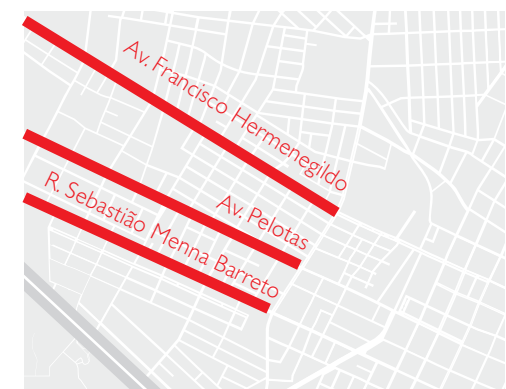 Av. Francisco Hermenegildo
Av. Pelotas
R. Sebastião Menna Barreto